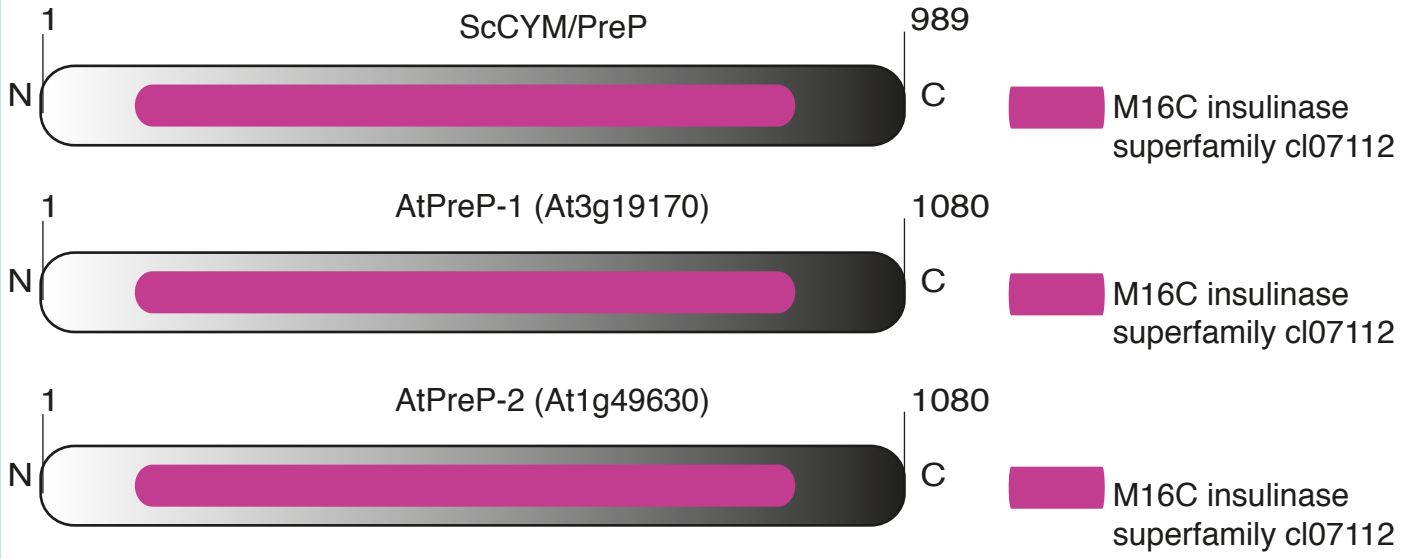 1
ScCYM/PreP
989
N
C
M16C insulinase
superfamily cl07112
1
AtPreP-1 (At3g19170)
1080
N
C
M16C insulinase
superfamily cl07112
1
AtPreP-2 (At1g49630)
1080
N
C
M16C insulinase
superfamily cl07112